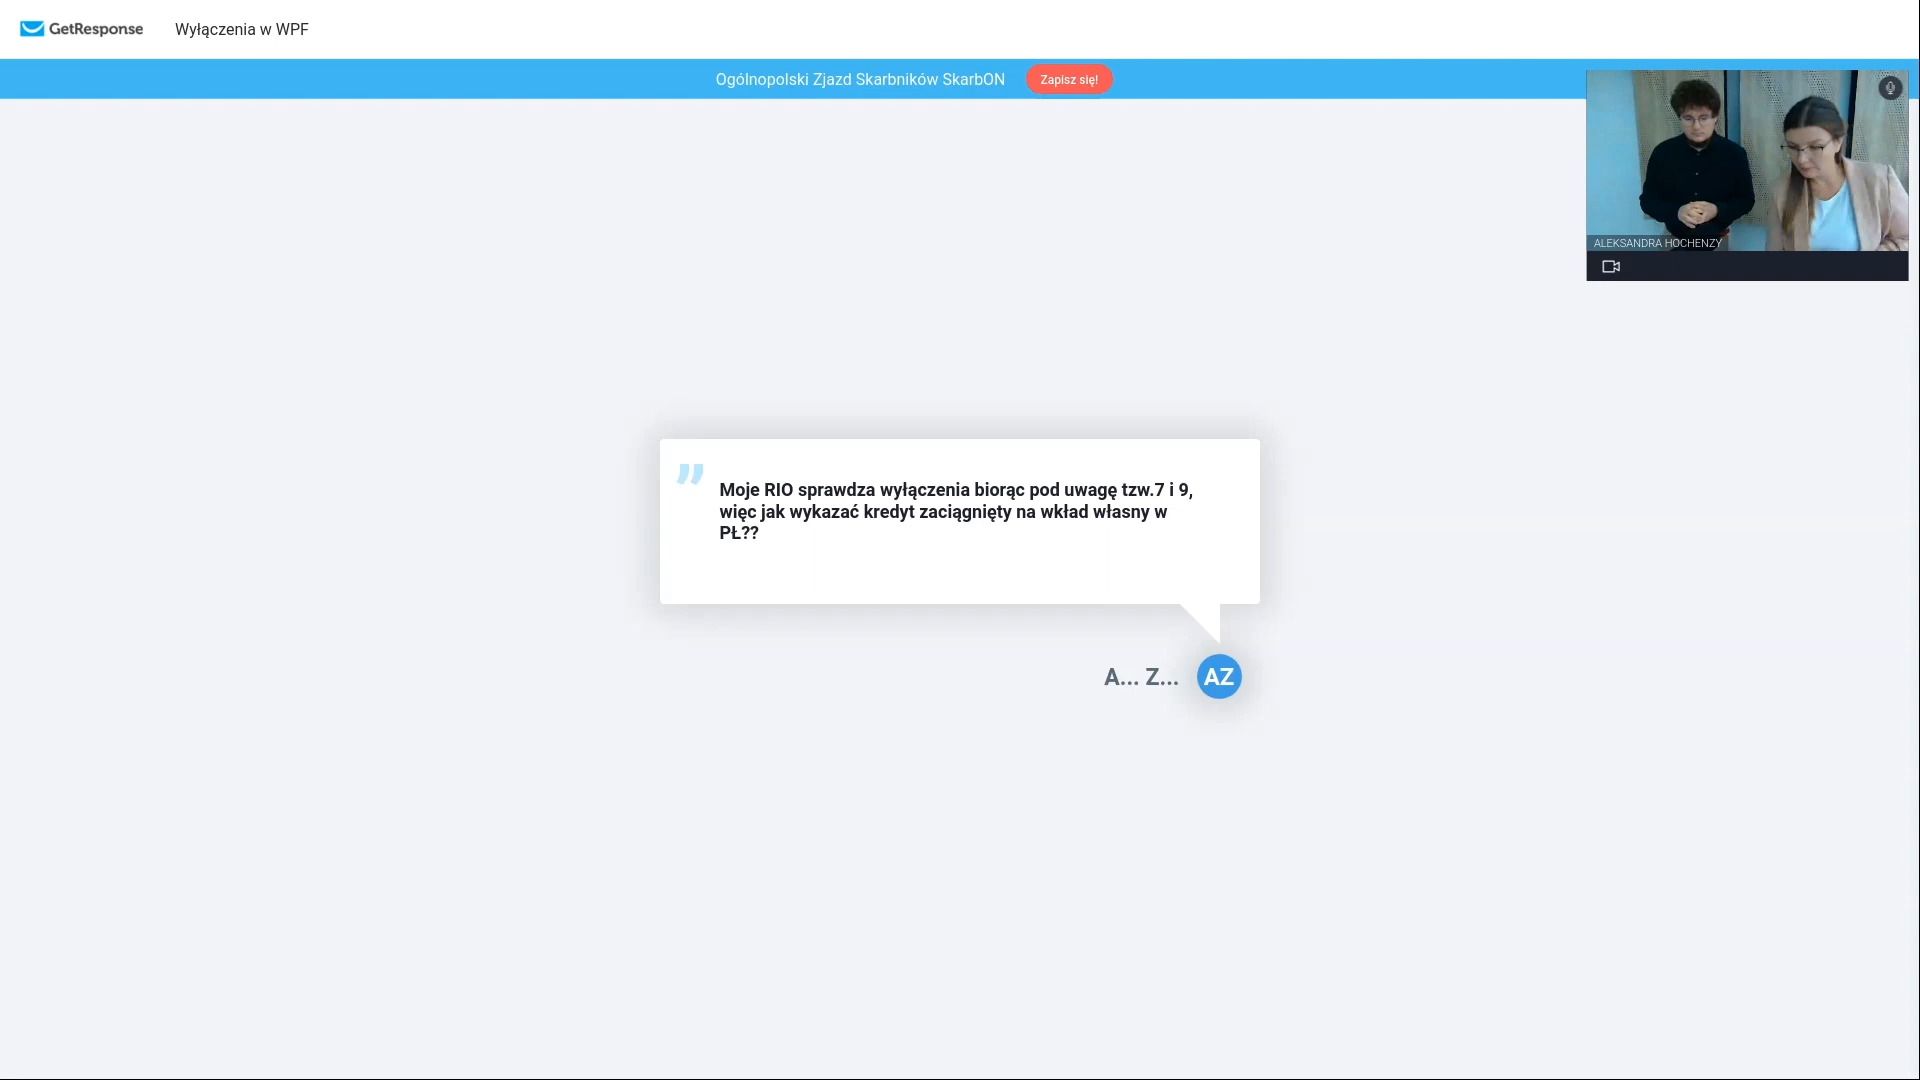 GetResponse
Wyłączenia w WPF
Ogólnopolski Zjazd Skarbników SkarbON
Zapisz się!
ALEKSANDRA HOCHENZY
Moje RIO sprawdza wyłączenia biorąc pod uwagę tzw.7 i 9,
więc jak wykazać kredyt zaciągnięty na wkład własny w
PŁ??
A... Z...
AZ